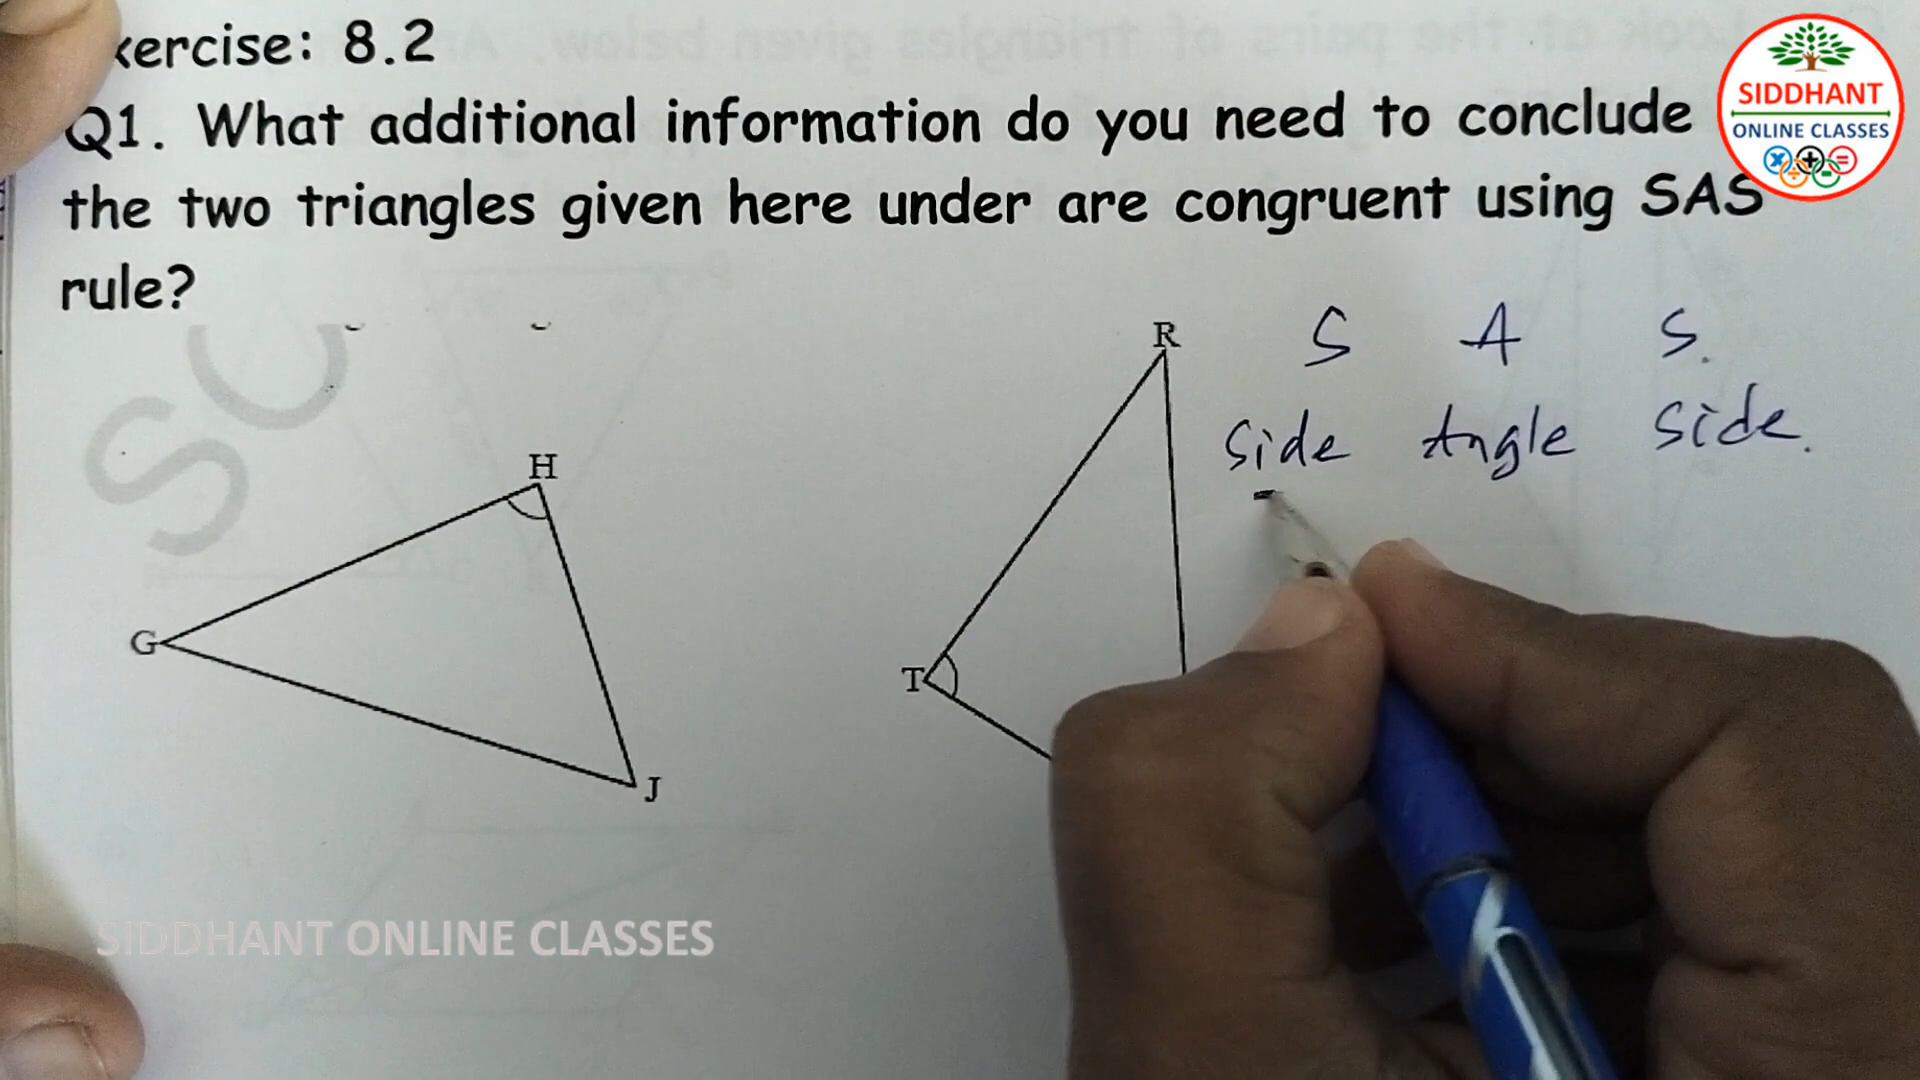 xercise: 8.2
Q1. What additional information do you need to conclude
the two triangles given here under are congruent using SAS
rule?
SIDDHANT
ONLINE CLASSES
R
S A S.
Side Angle Side.
H
G
T
J
SIDDHANT ONLINE CLASSES